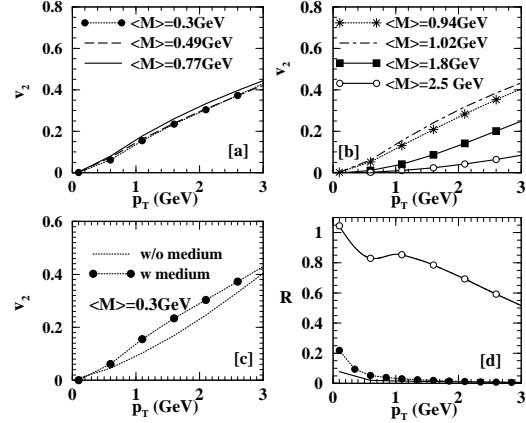 0.6
<M>=0.3GeV
<M>=0.49GeV
<M>=0.77GeV
v2
0.4
0.2
0
[a]
0 1 2 3
pT (GeV)
0.8
<M>=0.94GeV
<M>=1.02GeV
<M>=1.8GeV
<M>=2.5 GeV
v2
0.6
0.4
0.2
0
[b]
0 1 2 3
pT (GeV)
0.6
w/o medium
w medium
<M>=0.3GeV
v2
0.4
0.2
0
[c]
0 1 2 3
pT (GeV)
1
0.8
0.6
R
0.4
0.2
0
[d]
0 1 2 3
pT (GeV)